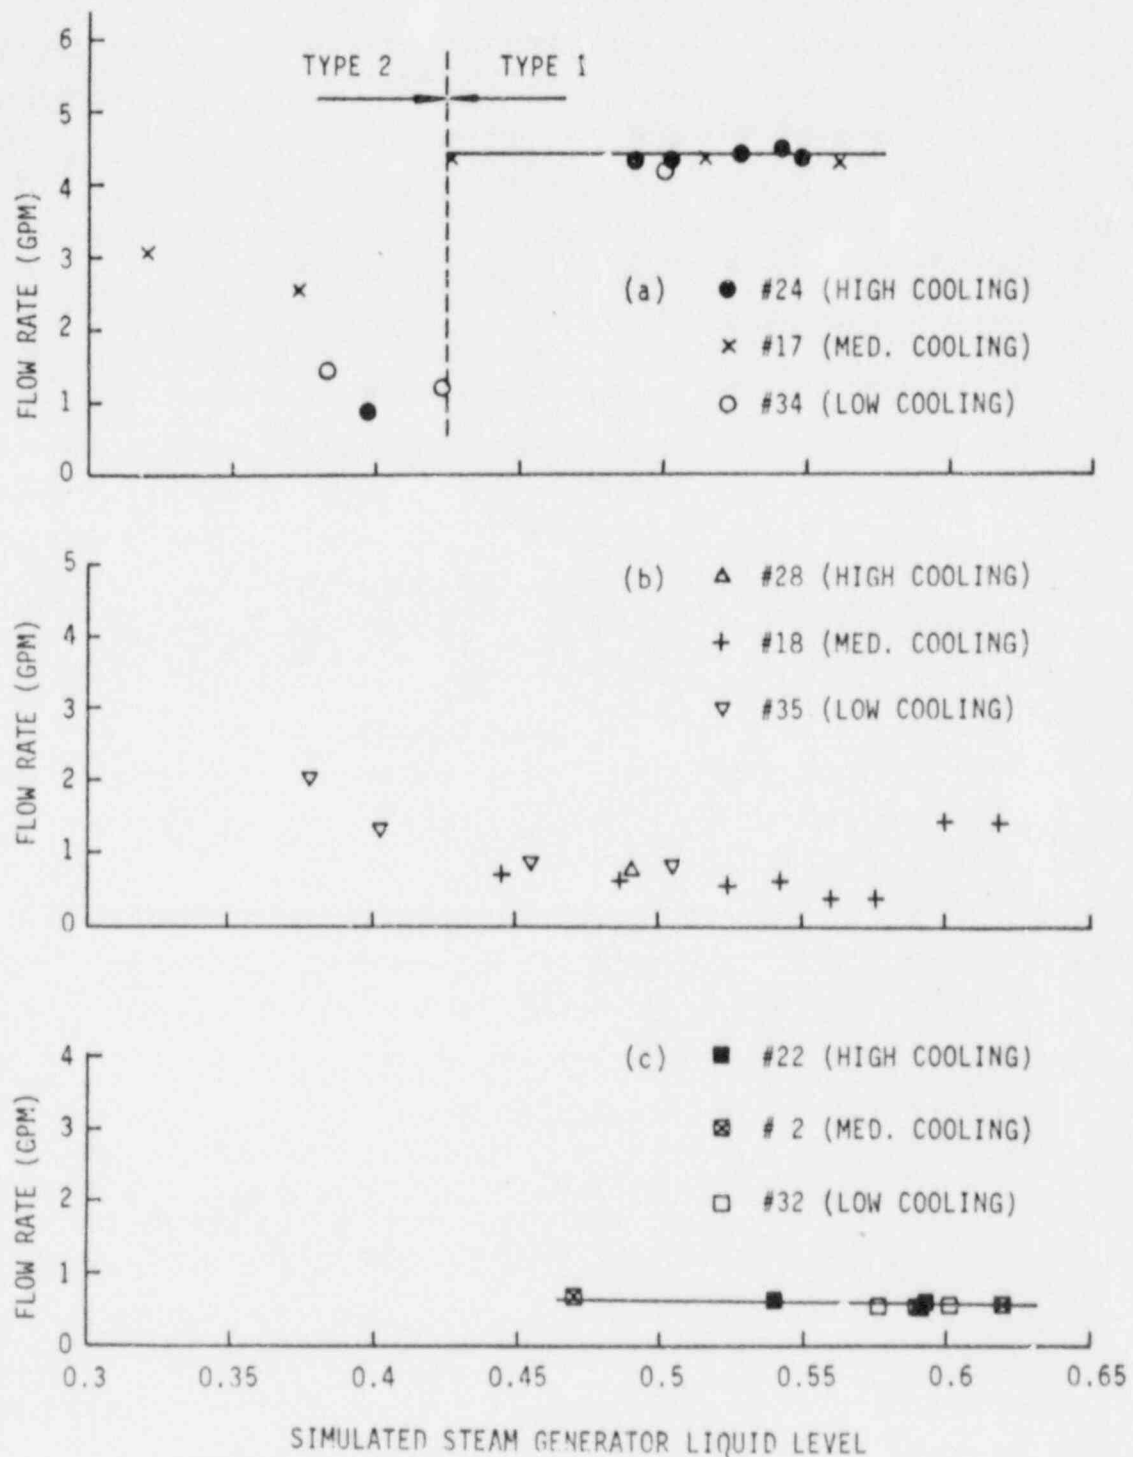 6
TYPE 2 TYPE 1
5
4
3
2
1
0
FLOW RATE (GPM)
(a) #24 (HIGH COOLING)
#17 (MED. COOLING)
#34 (LOW COOLING)
5
4
3
2
1
0
FLOW RATE (GPM)
(b) #28 (HIGH COOLING)
#18 (MED. COOLING)
#35 (LOW COOLING)
4
3
2
1
0
FLOW RATE (GPM)
(c) #22 (HIGH COOLING)
# 2 (MED. COOLING)
#32 (LOW COOLING)
0.3 0.35 0.4 0.45 0.5 0.55 0.6 0.65
SIMULATED STEAM GENERATOR LIQUID LEVEL